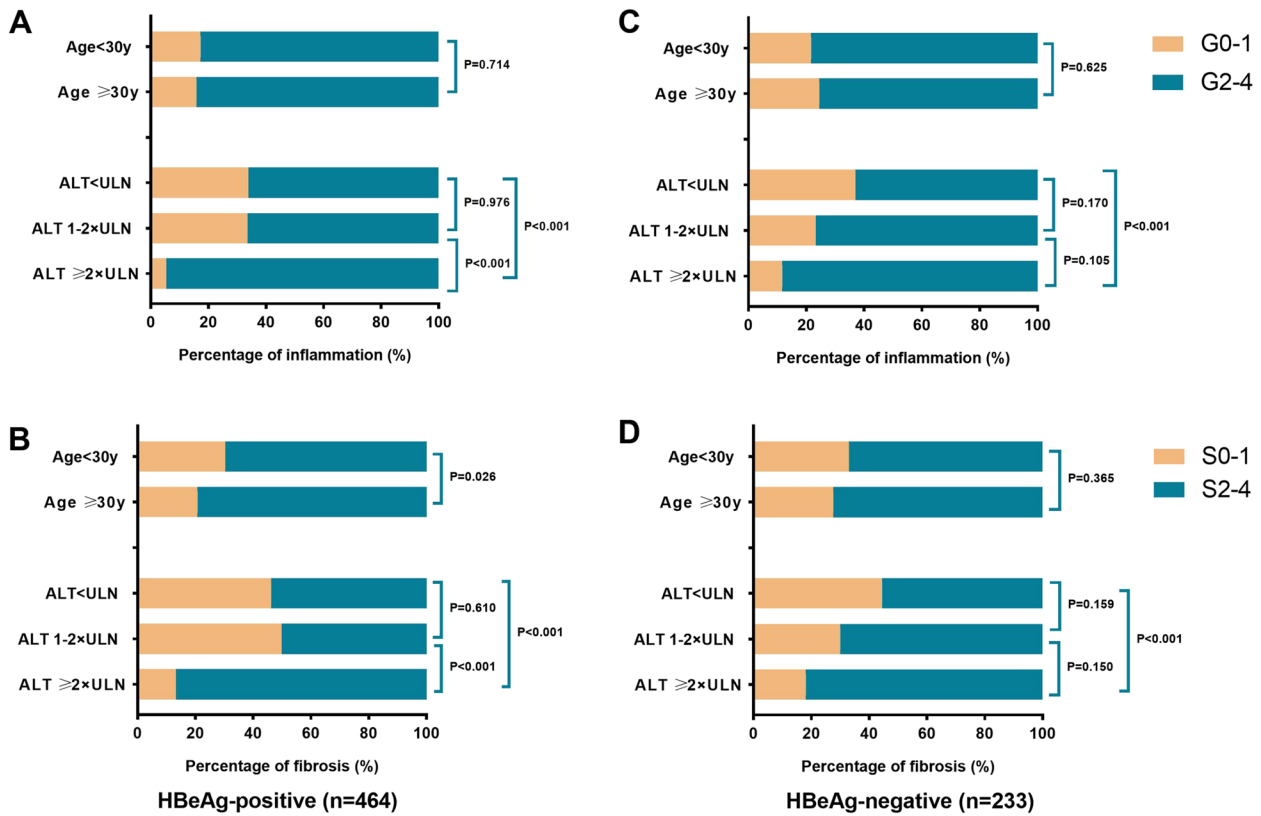 A
Age<30y
Age ≥30y
P=0.714
ALT<ULN
ALT 1-2×ULN
ALT ≥2×ULN
P=0.976
P<0.001
P<0.001
0 20 40 60 80 100
Percentage of inflammation (%)
C
Age<30y
Age ≥30y
P=0.625
ALT<ULN
ALT 1-2×ULN
ALT ≥2×ULN
P=0.170
P=0.105
P<0.001
0 20 40 60 80 100
Percentage of inflammation (%)
G0-1
G2-4
B
Age<30y
Age ≥30y
P=0.026
ALT<ULN
ALT 1-2×ULN
ALT ≥2×ULN
P=0.610
P<0.001
P<0.001
0 20 40 60 80 100
Percentage of fibrosis (%)
HBeAg-positive (n=464)
D
Age<30y
Age ≥30y
P=0.365
ALT<ULN
ALT 1-2×ULN
ALT ≥2×ULN
P=0.159
P=0.150
P<0.001
0 20 40 60 80 100
Percentage of fibrosis (%)
HBeAg-negative (n=233)
S0-1
S2-4